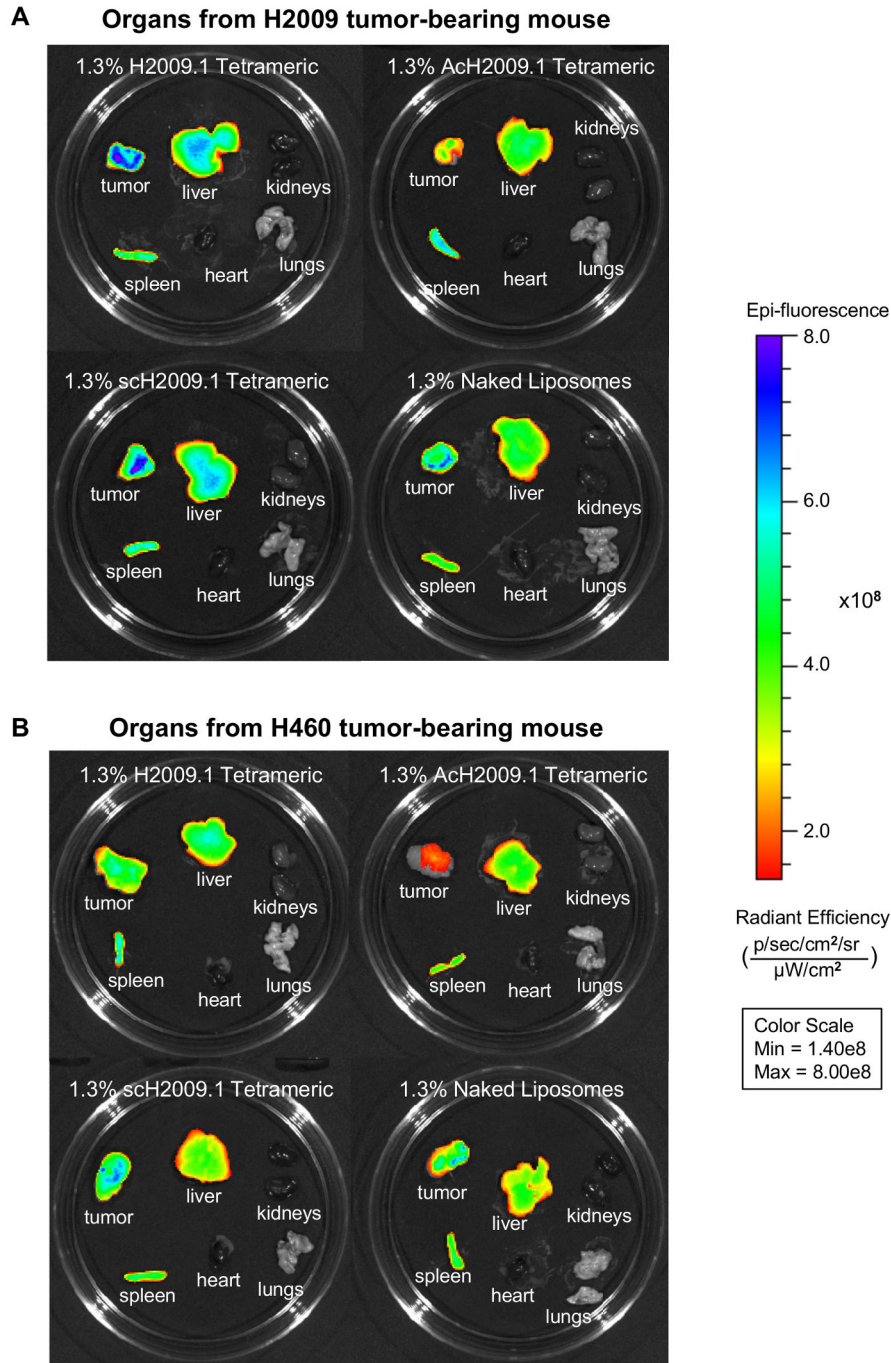 A
Organs from H2009 tumor-bearing mouse
1.3% H2009.1 Tetrameric
tumor
liver
kidneys
spleen
heart
lungs
1.3% AcH2009.1 Tetrameric
kidneys
tumor
liver
spleen
heart
lungs
1.3% scH2009.1 Tetrameric
tumor
liver
kidneys
spleen
heart
lungs
1.3% Naked Liposomes
tumor
liver
kidneys
spleen
heart
lungs
B
Organs from H460 tumor-bearing mouse
1.3% H2009.1 Tetrameric
tumor
liver
kidneys
spleen
heart
lungs
1.3% AcH2009.1 Tetrameric
tumor
liver
kidneys
spleen
heart
lungs
1.3% scH2009.1 Tetrameric
tumor
liver
kidneys
spleen
heart
lungs
1.3% Naked Liposomes
tumor
liver
kidneys
spleen
heart
lungs
Epi-fluorescence
8.0
6.0
x10⁸
4.0
2.0
Radiant Efficiency
(p/sec/cm²/sr
µW/cm²)
Color Scale
Min = 1.40e8
Max = 8.00e8